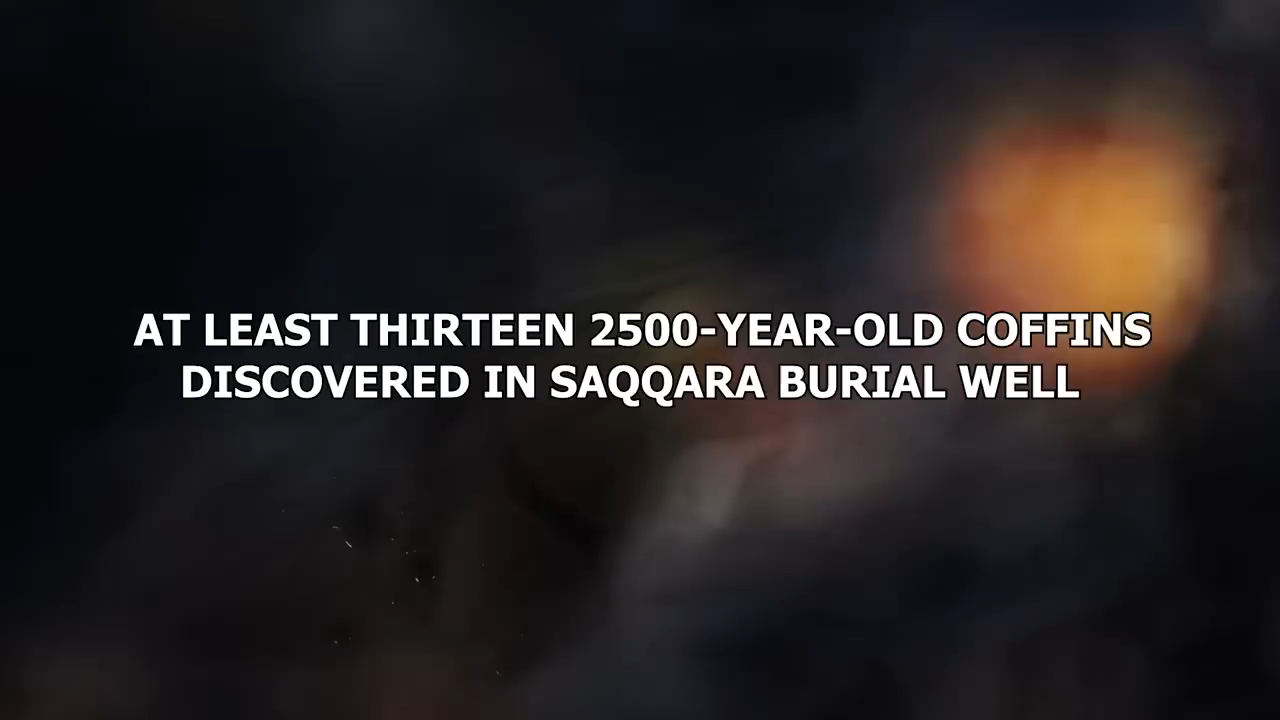 AT LEAST THIRTEEN 2500-YEAR-OLD COFFINS
DISCOVERED IN SAQQARA BURIAL WELL